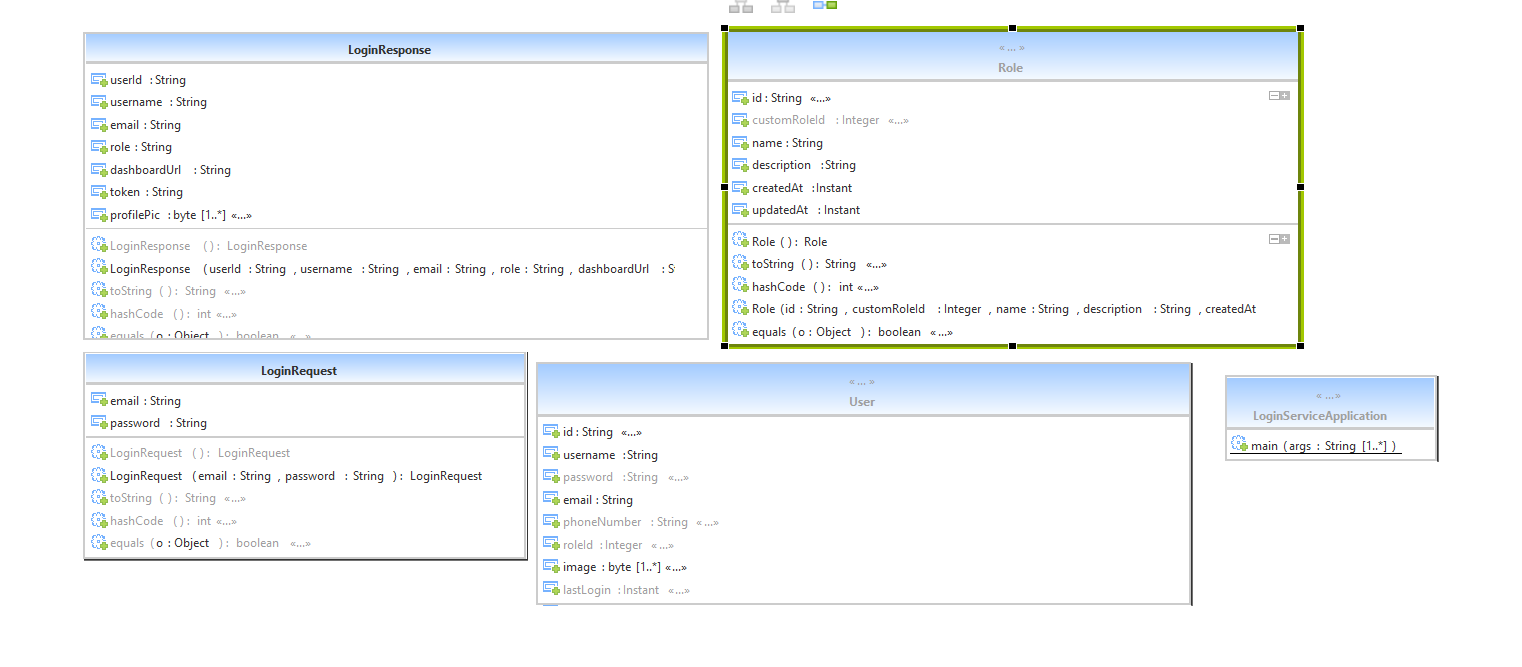 LoginResponse
userId : String
username : String
email : String
role : String
dashboardUrl : String
token : String
profilePic : byte [1..*] «...»
LoginResponse ( ) : LoginResponse
LoginResponse (userId : String , username : String , email : String , role : String , dashboardUrl : S
toString ( ) : String «...»
hashCode ( ) : int «...»
equals (o : Object ) : boolean «...»
« ... »
Role
id : String «...»
customRoleId : Integer «...»
name : String
description : String
createdAt : Instant
updatedAt : Instant
Role ( ) : Role
toString ( ) : String «...»
hashCode ( ) : int «...»
Role (id : String , customRoleId : Integer , name : String , description : String , createdAt
equals (o : Object ) : boolean «...»
LoginRequest
email : String
password : String
LoginRequest ( ) : LoginRequest
LoginRequest (email : String , password : String ) : LoginRequest
toString ( ) : String «...»
hashCode ( ) : int «...»
equals (o : Object ) : boolean «...»
« ... »
User
id : String «...»
username : String
password : String «...»
email : String
phoneNumber : String «...»
roleId : Integer «...»
image : byte [1..*] «...»
lastLogin : Instant «...»
« ... »
LoginServiceApplication
main (args : String [1..*] )